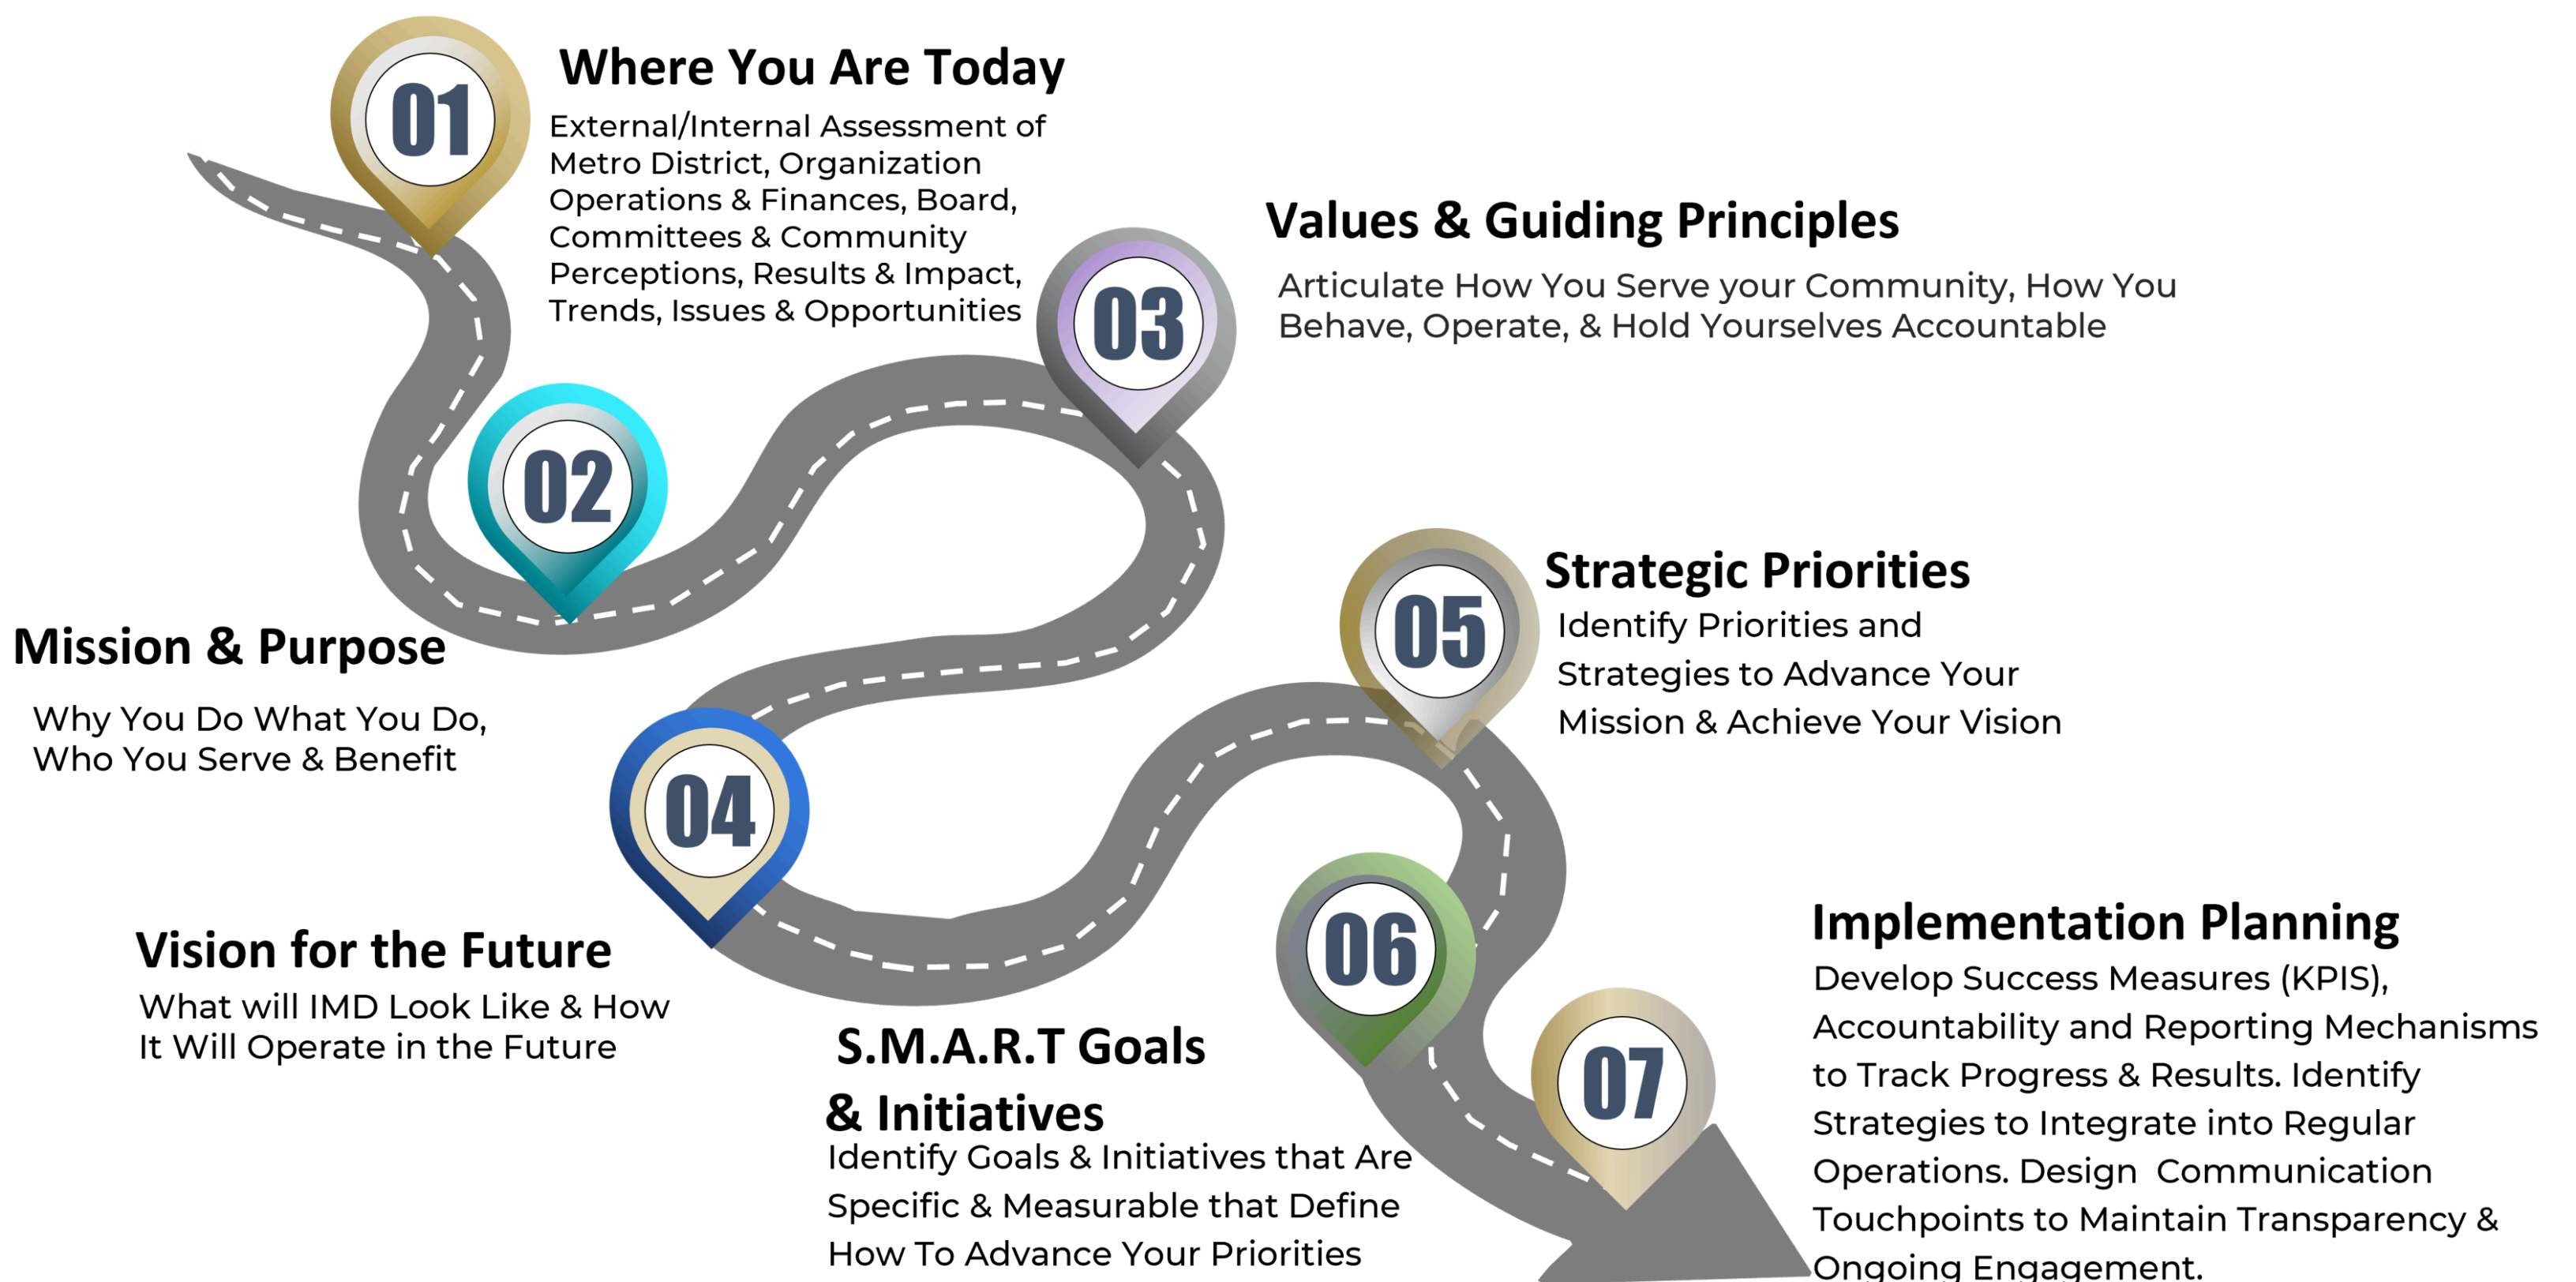 01
Where You Are Today
External/Internal Assessment of
Metro District, Organization
Operations & Finances, Board,
Committees & Community
Perceptions, Results & Impact,
Trends, Issues & Opportunities
02
Mission & Purpose
Why You Do What You Do,
Who You Serve & Benefit
03
Values & Guiding Principles
Articulate How You Serve your Community, How You
Behave, Operate, & Hold Yourselves Accountable
04
Vision for the Future
What will IMD Look Like & How
It Will Operate in the Future
05
Strategic Priorities
Identify Priorities and
Strategies to Advance Your
Mission & Achieve Your Vision
06
S.M.A.R.T Goals
& Initiatives
Identify Goals & Initiatives that Are
Specific & Measurable that Define
How To Advance Your Priorities
07
Implementation Planning
Develop Success Measures (KPIS),
Accountability and Reporting Mechanisms
to Track Progress & Results. Identify
Strategies to Integrate into Regular
Operations. Design  Communication
Touchpoints to Maintain Transparency &
Ongoing Engagement.